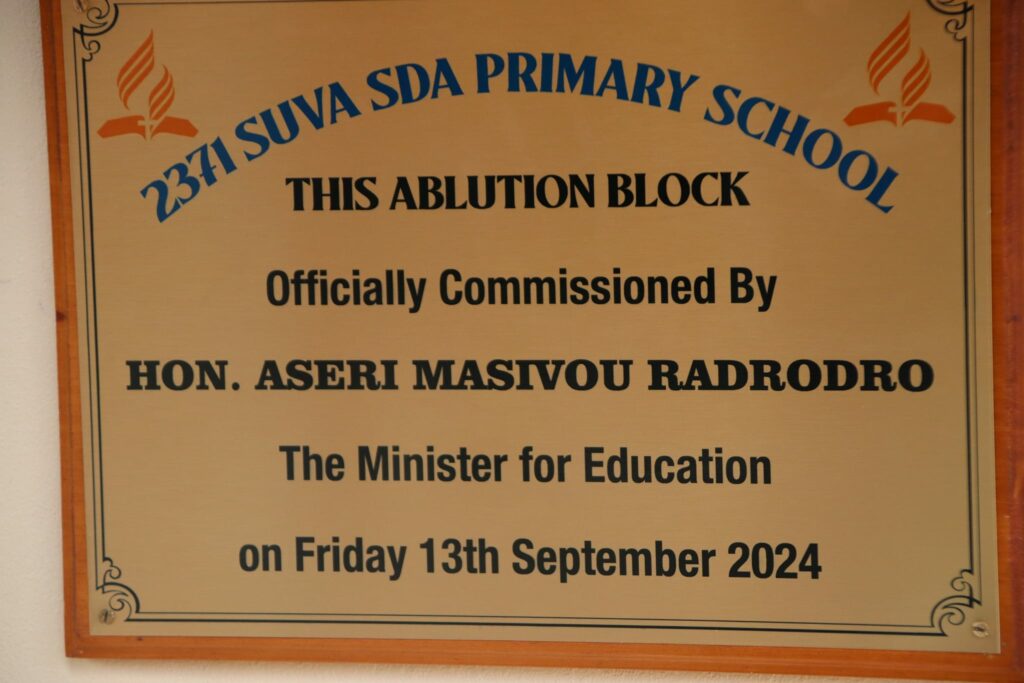 2371 SUVA SDA PRIMARY SCHOOL
THIS ABLUTION BLOCK
Officially Commissioned By
HON. ASERI MASIVOU RADRODRO
The Minister for Education
on Friday 13th September 2024